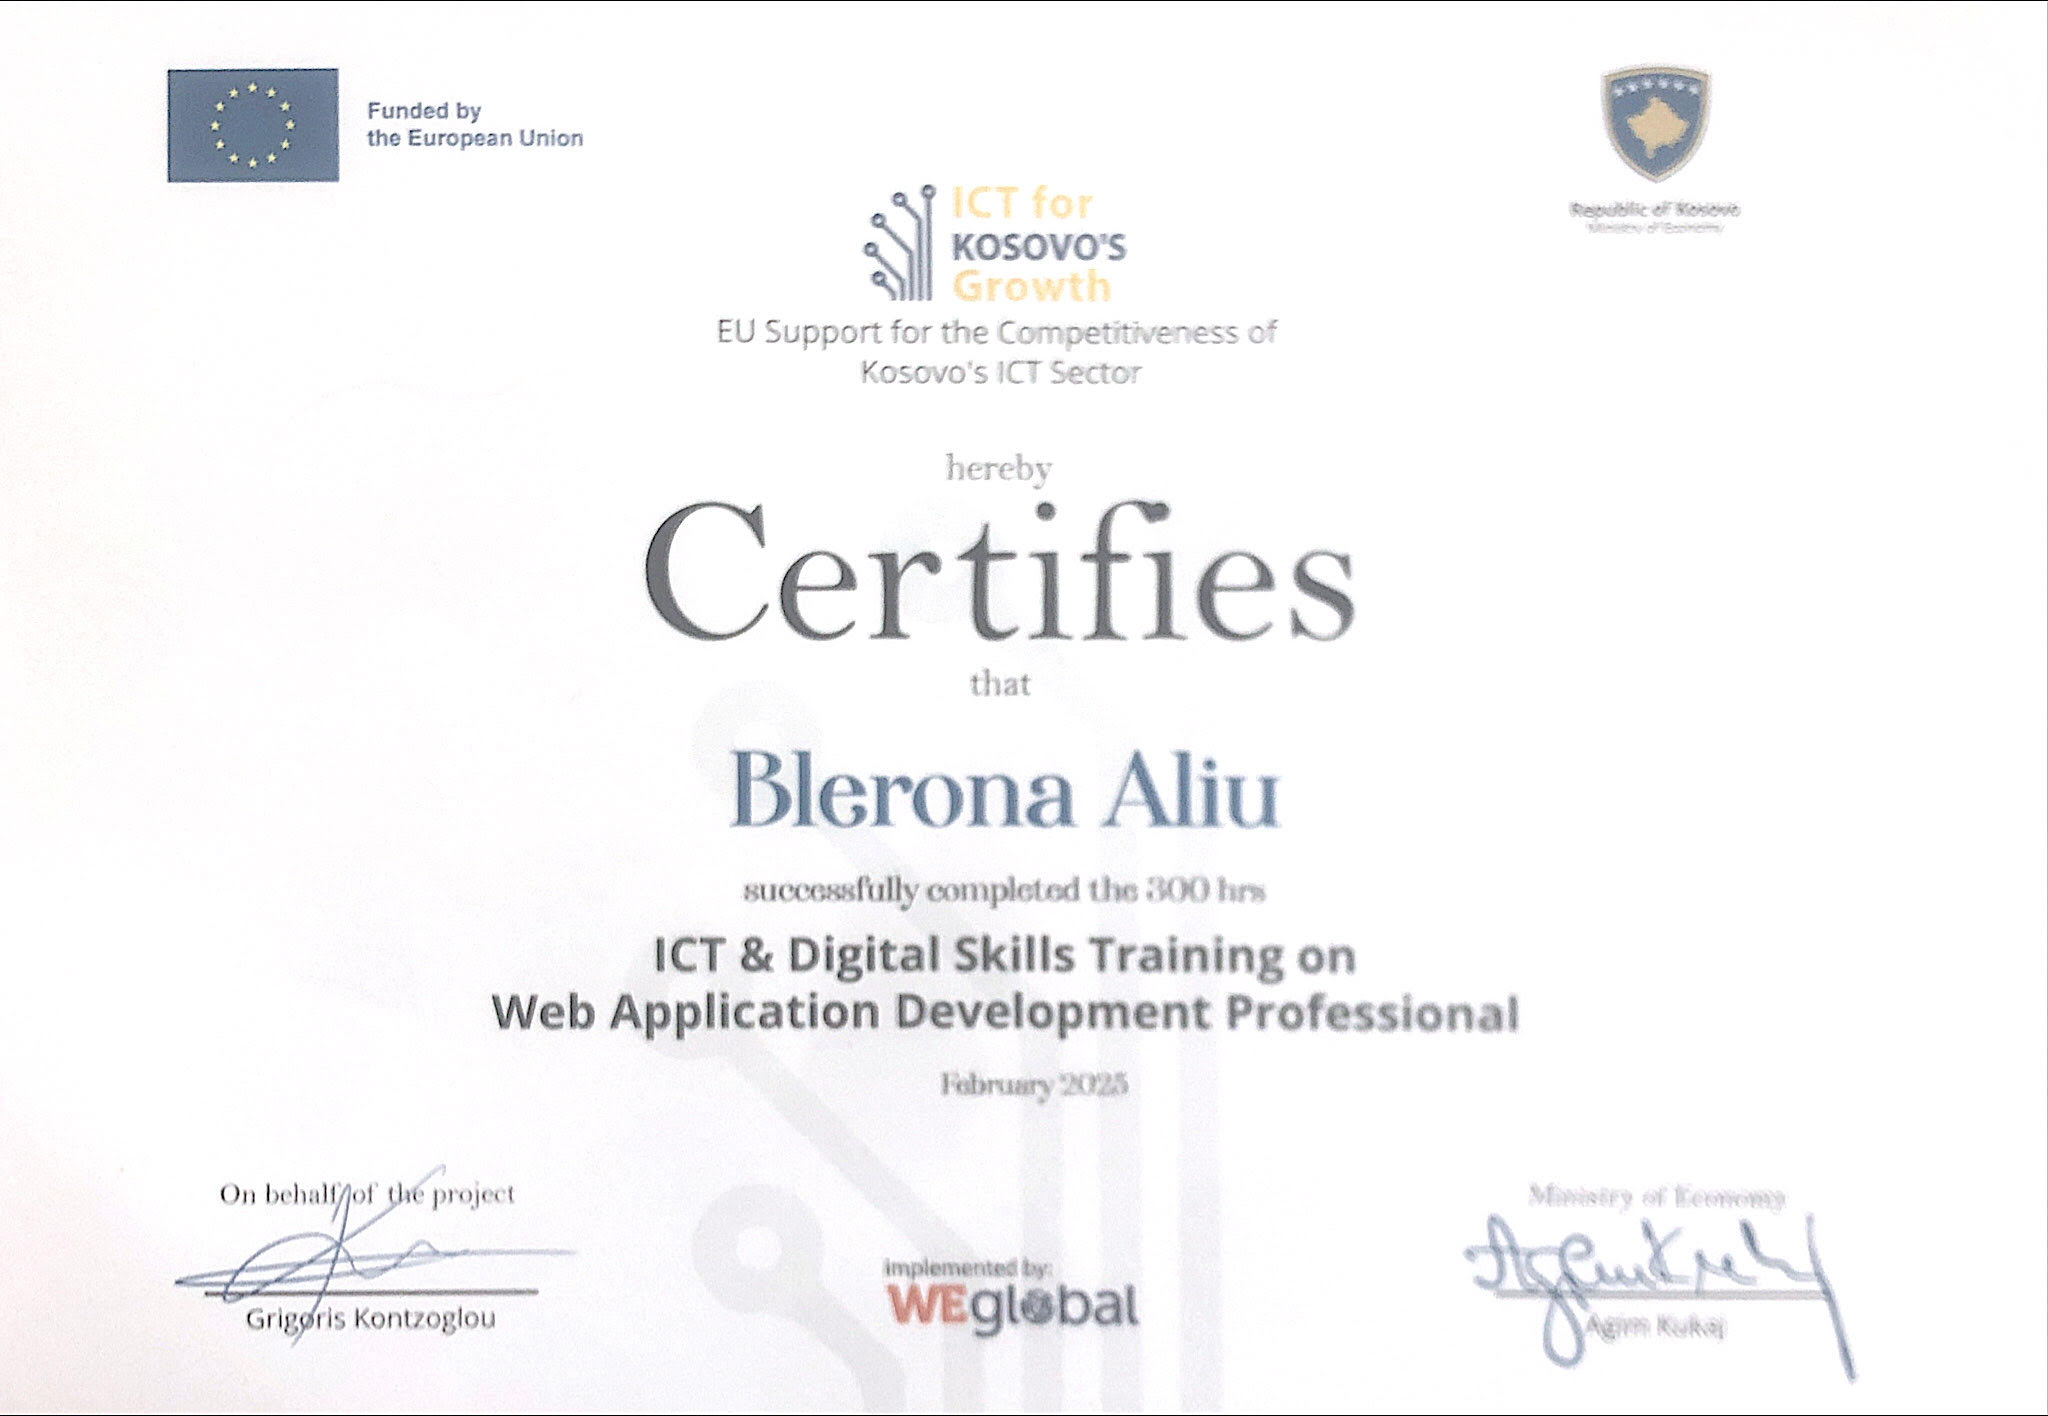 Funded by
the European Union
Republic of Kosovo
Ministry of Economy
ICT for
KOSOVO'S
Growth
EU Support for the Competitiveness of
Kosovo's ICT Sector
hereby
Certifies
that
Blerona Aliu
successfully completed the 300 hrs
ICT & Digital Skills Training on
Web Application Development Professional
February 2025
On behalf of the project
Grigoris Kontzoglou
implemented by:
WEglobal
Ministry of Economy
Agim Kukaj